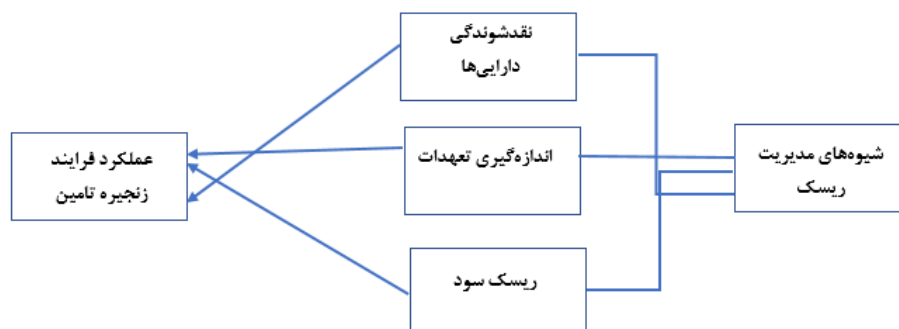 نقدشوندگی
دارایی‌ها
شیوه‌های مدیریت
ریسک
اندازه‌گیری تعهدات
عملکرد فرایند
زنجیره تامین
ریسک سود